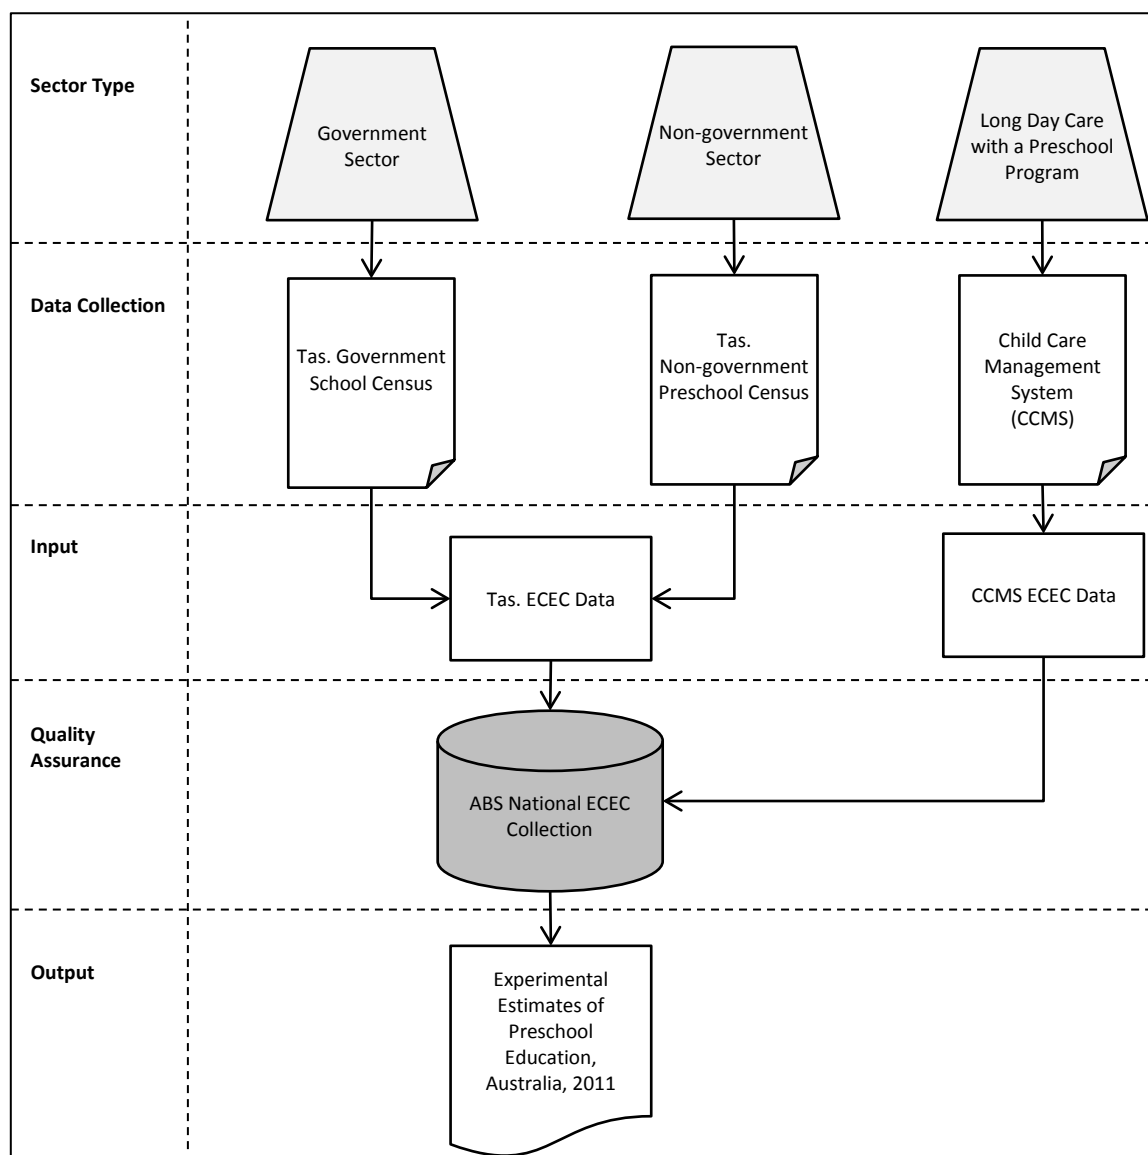 Sector Type
Government
Sector
Non-government
Sector
Long Day Care
with a Preschool
Program
Data Collection
Tas. Government
School Census
Tas.
Non-government
Preschool Census
Child Care
Management
System
(CCMS)
Input
Tas. ECEC Data
CCMS ECEC Data
Quality
Assurance
ABS National ECEC
Collection
Output
Experimental
Estimates of
Preschool
Education,
Australia, 2011